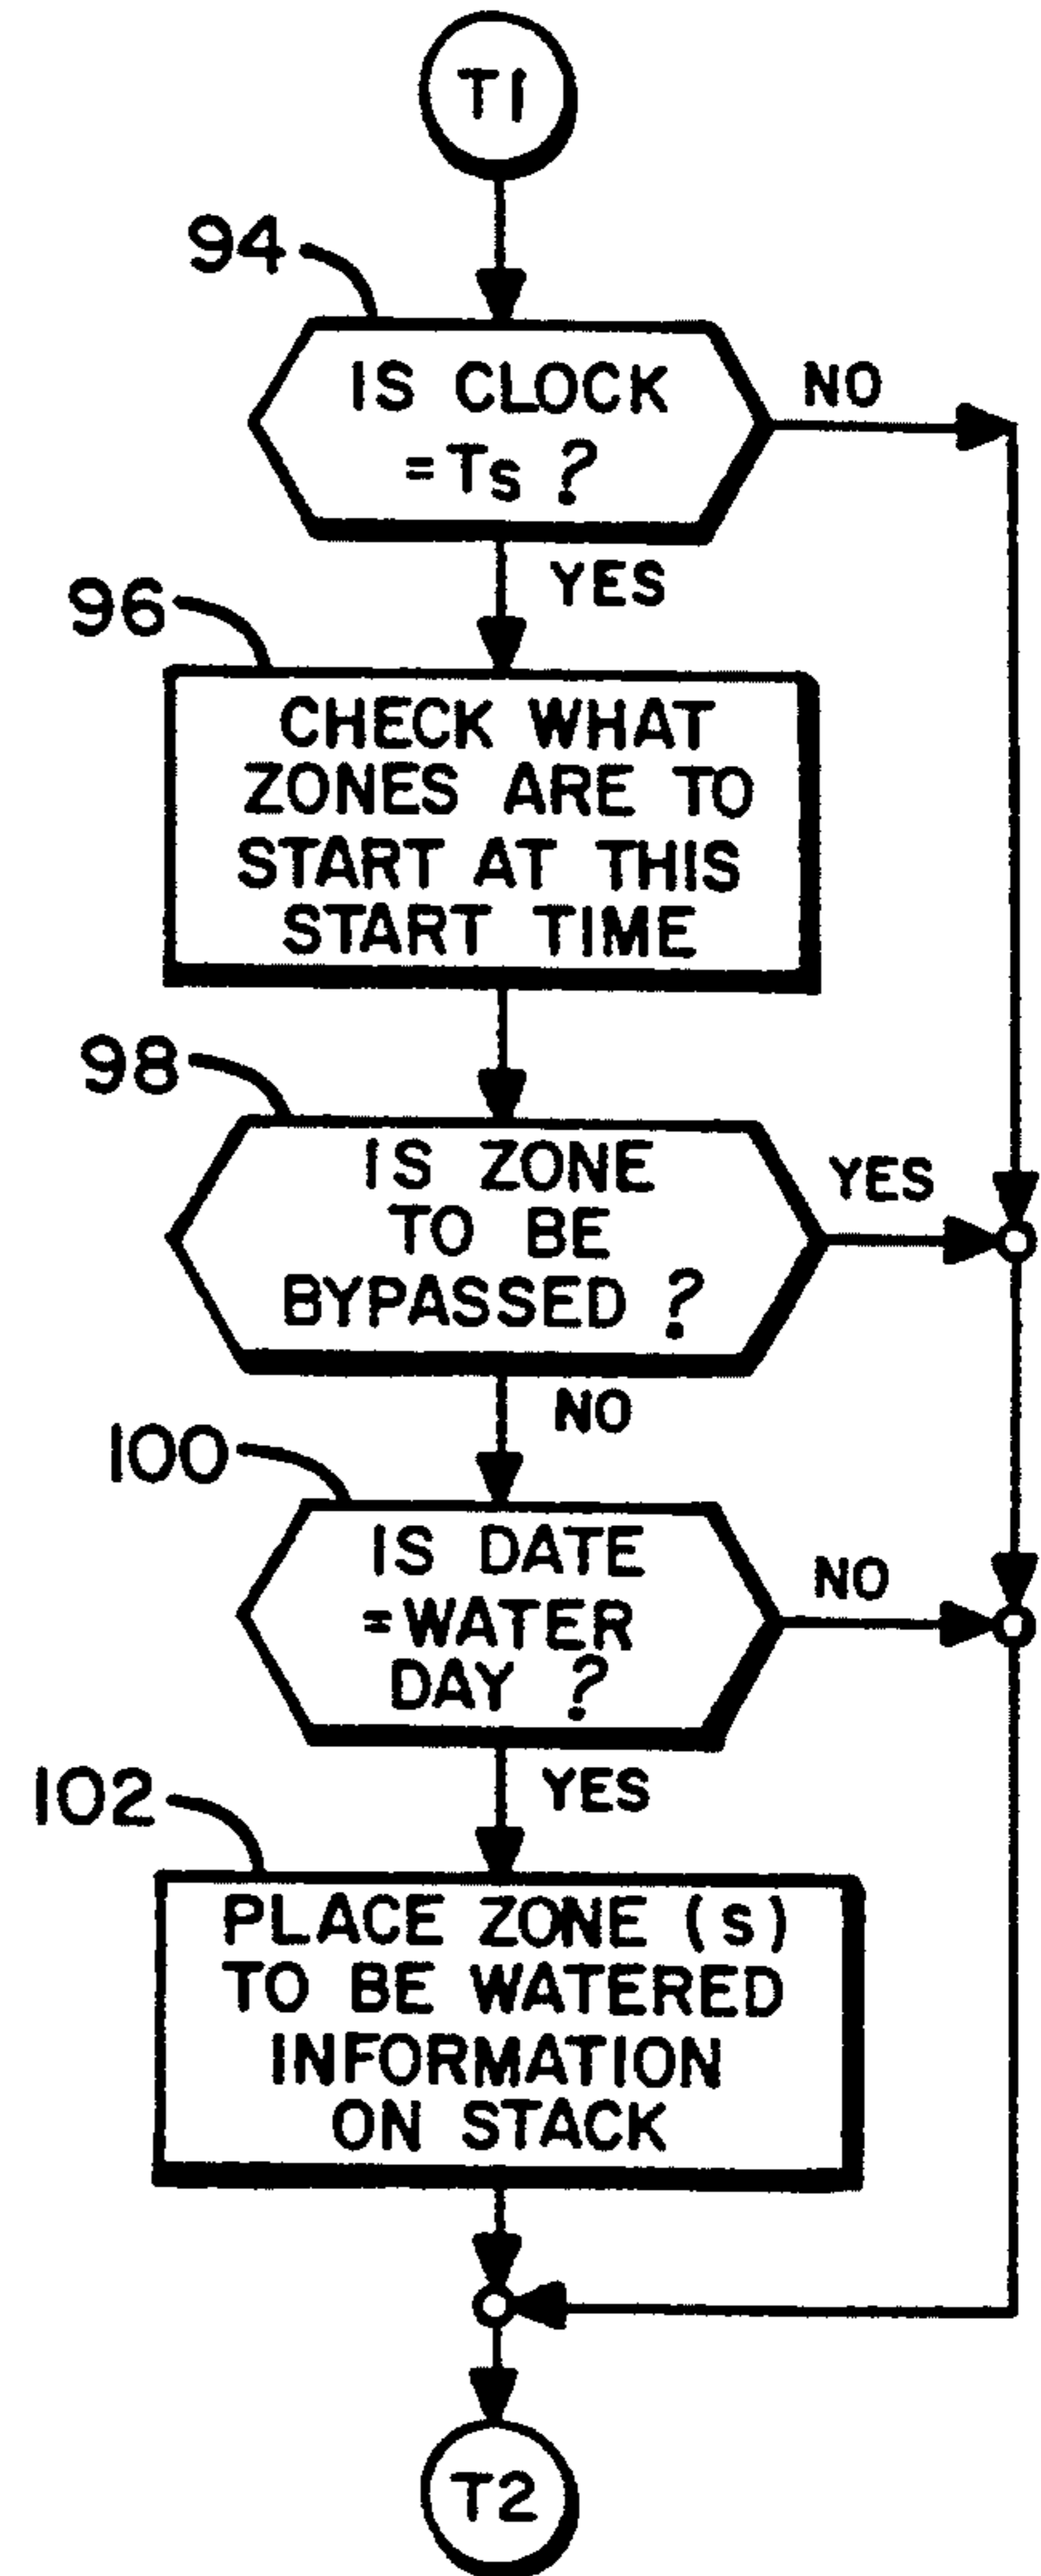 T1
94
IS CLOCK
NO
= Ts ?
YES
96
CHECK WHAT
ZONES ARE TO
START AT THIS
START TIME
98
IS ZONE
YES
TO BE
BYPASSED ?
NO
100
IS DATE
NO
= WATER
DAY ?
YES
102
PLACE ZONE (s)
TO BE WATERED
INFORMATION
ON STACK
T2